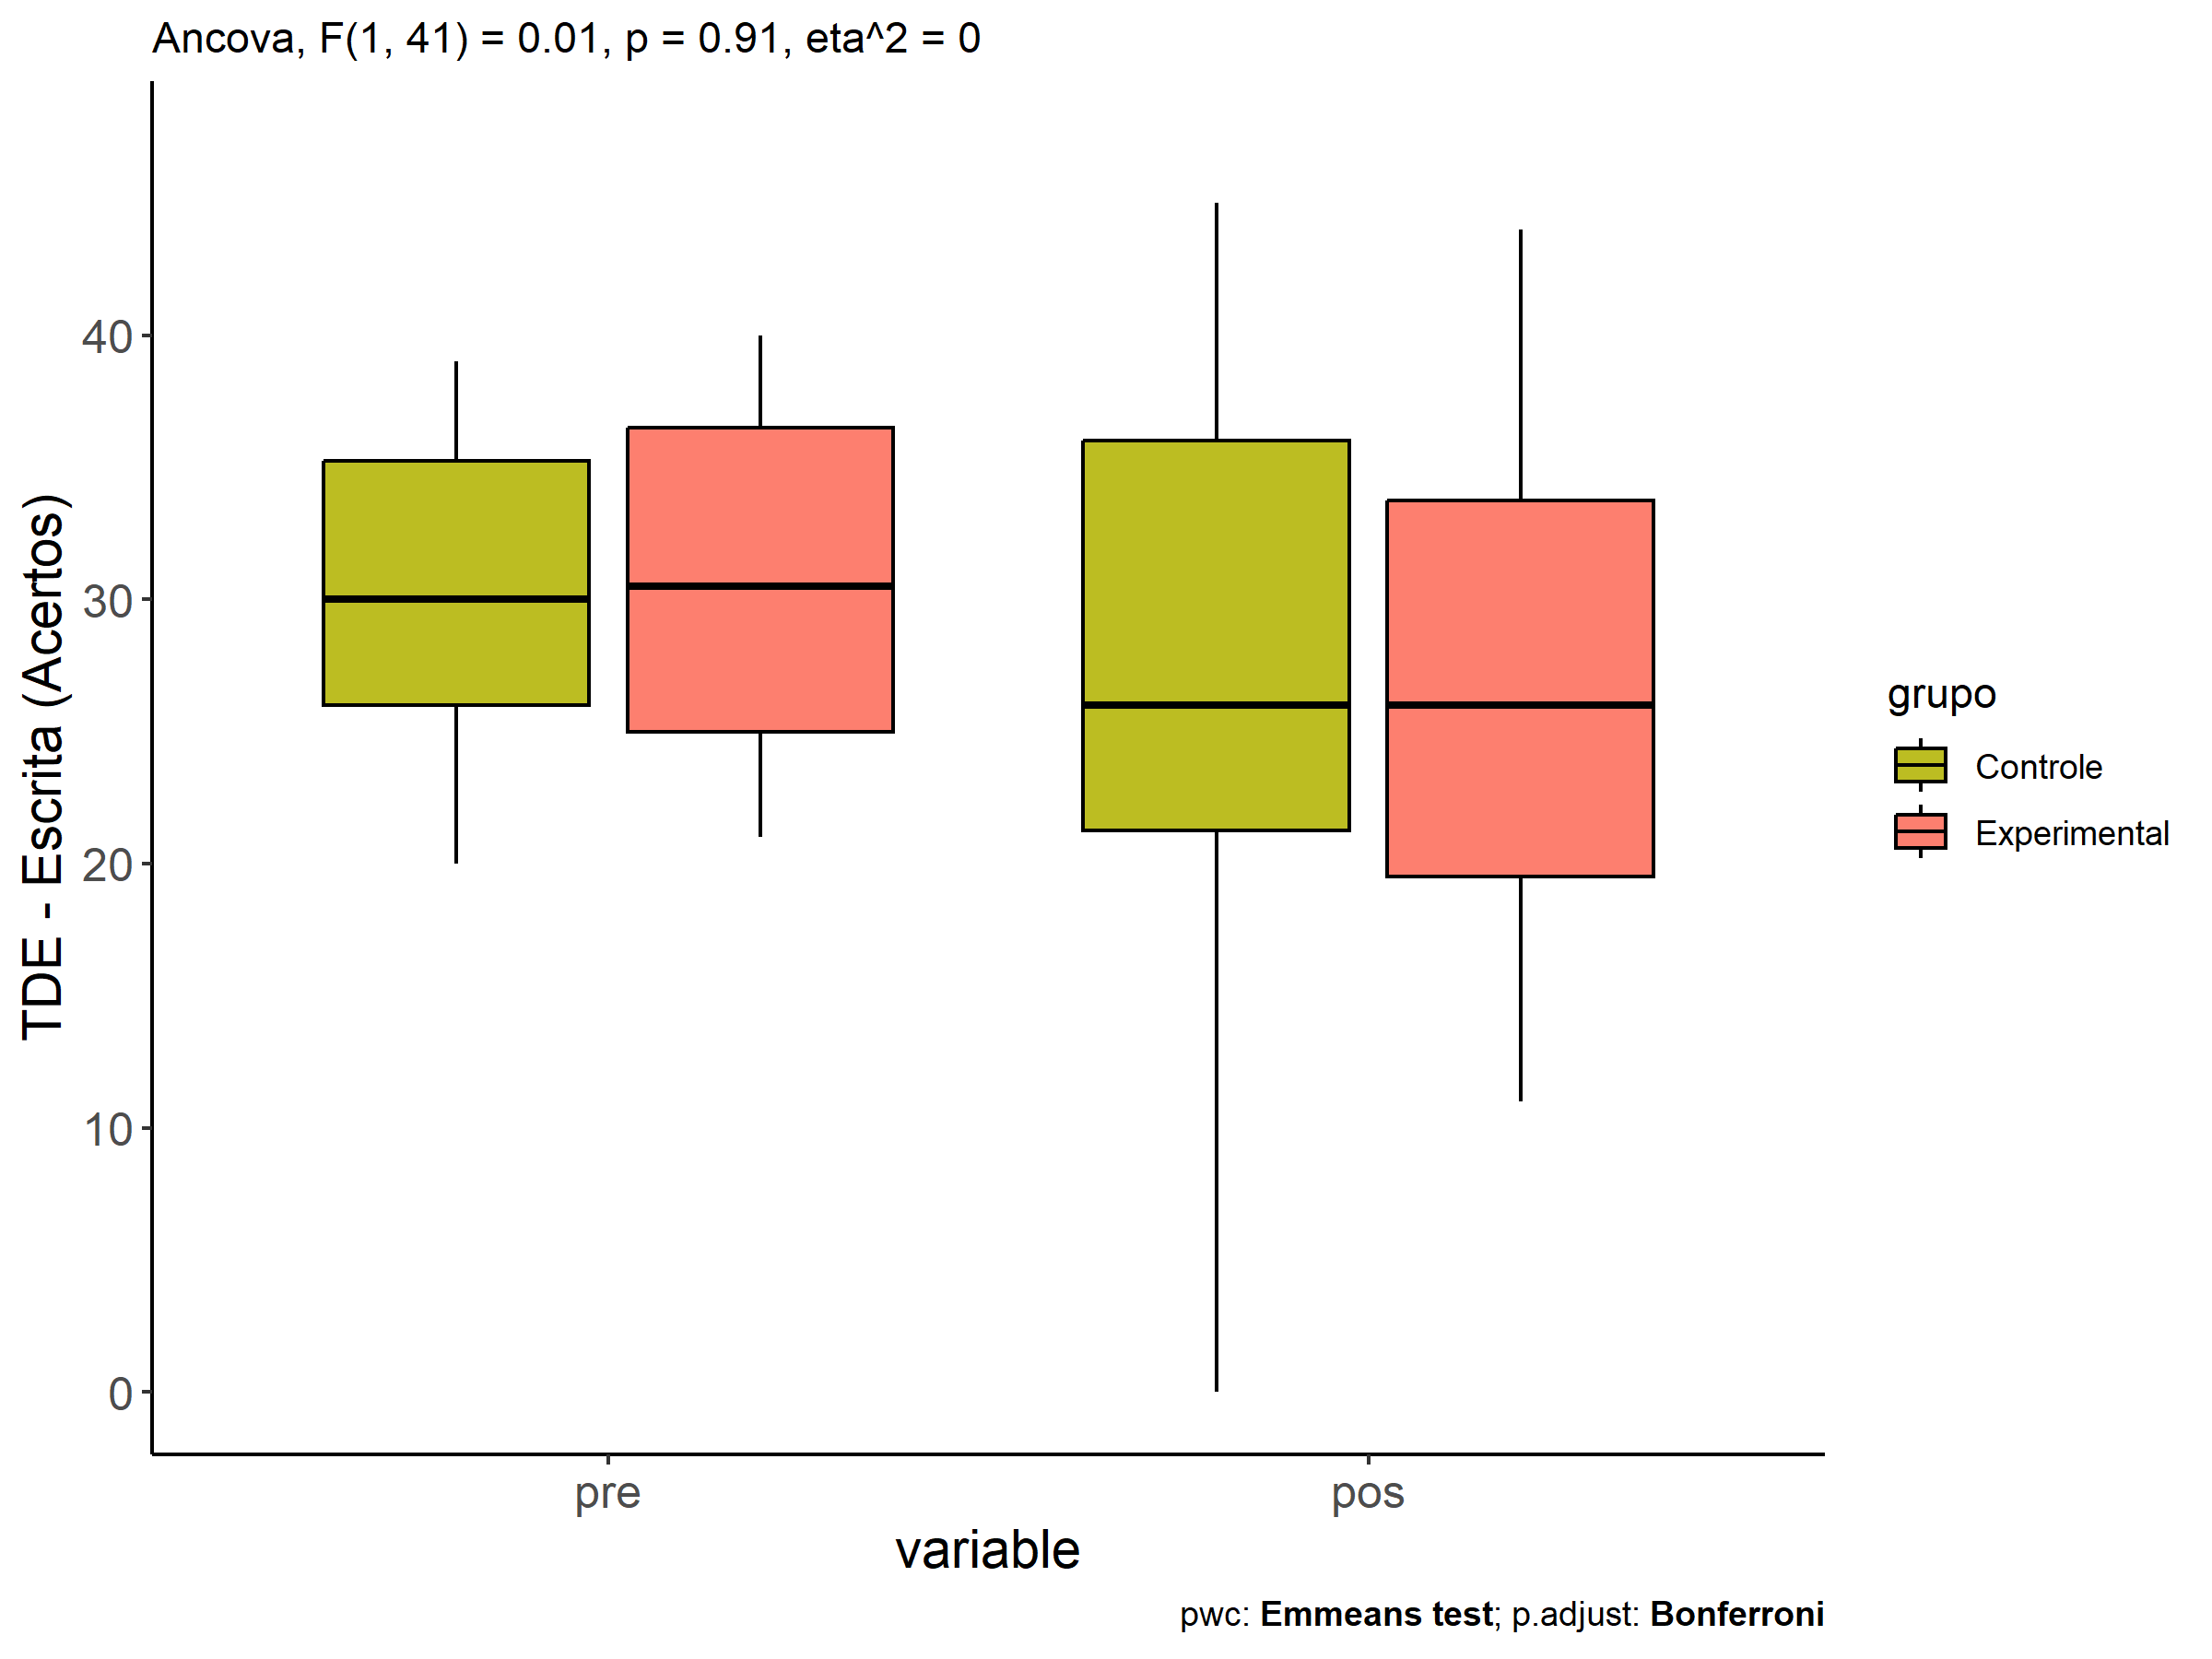 Ancova, F(1, 41) = 0.01, p = 0.91, eta^2 = 0
TDE - Escrita (Acertos)
40
30
20
10
0
pre
pos
variable
grupo
Controle
Experimental
pwc: Emmeans test; p.adjust: Bonferroni